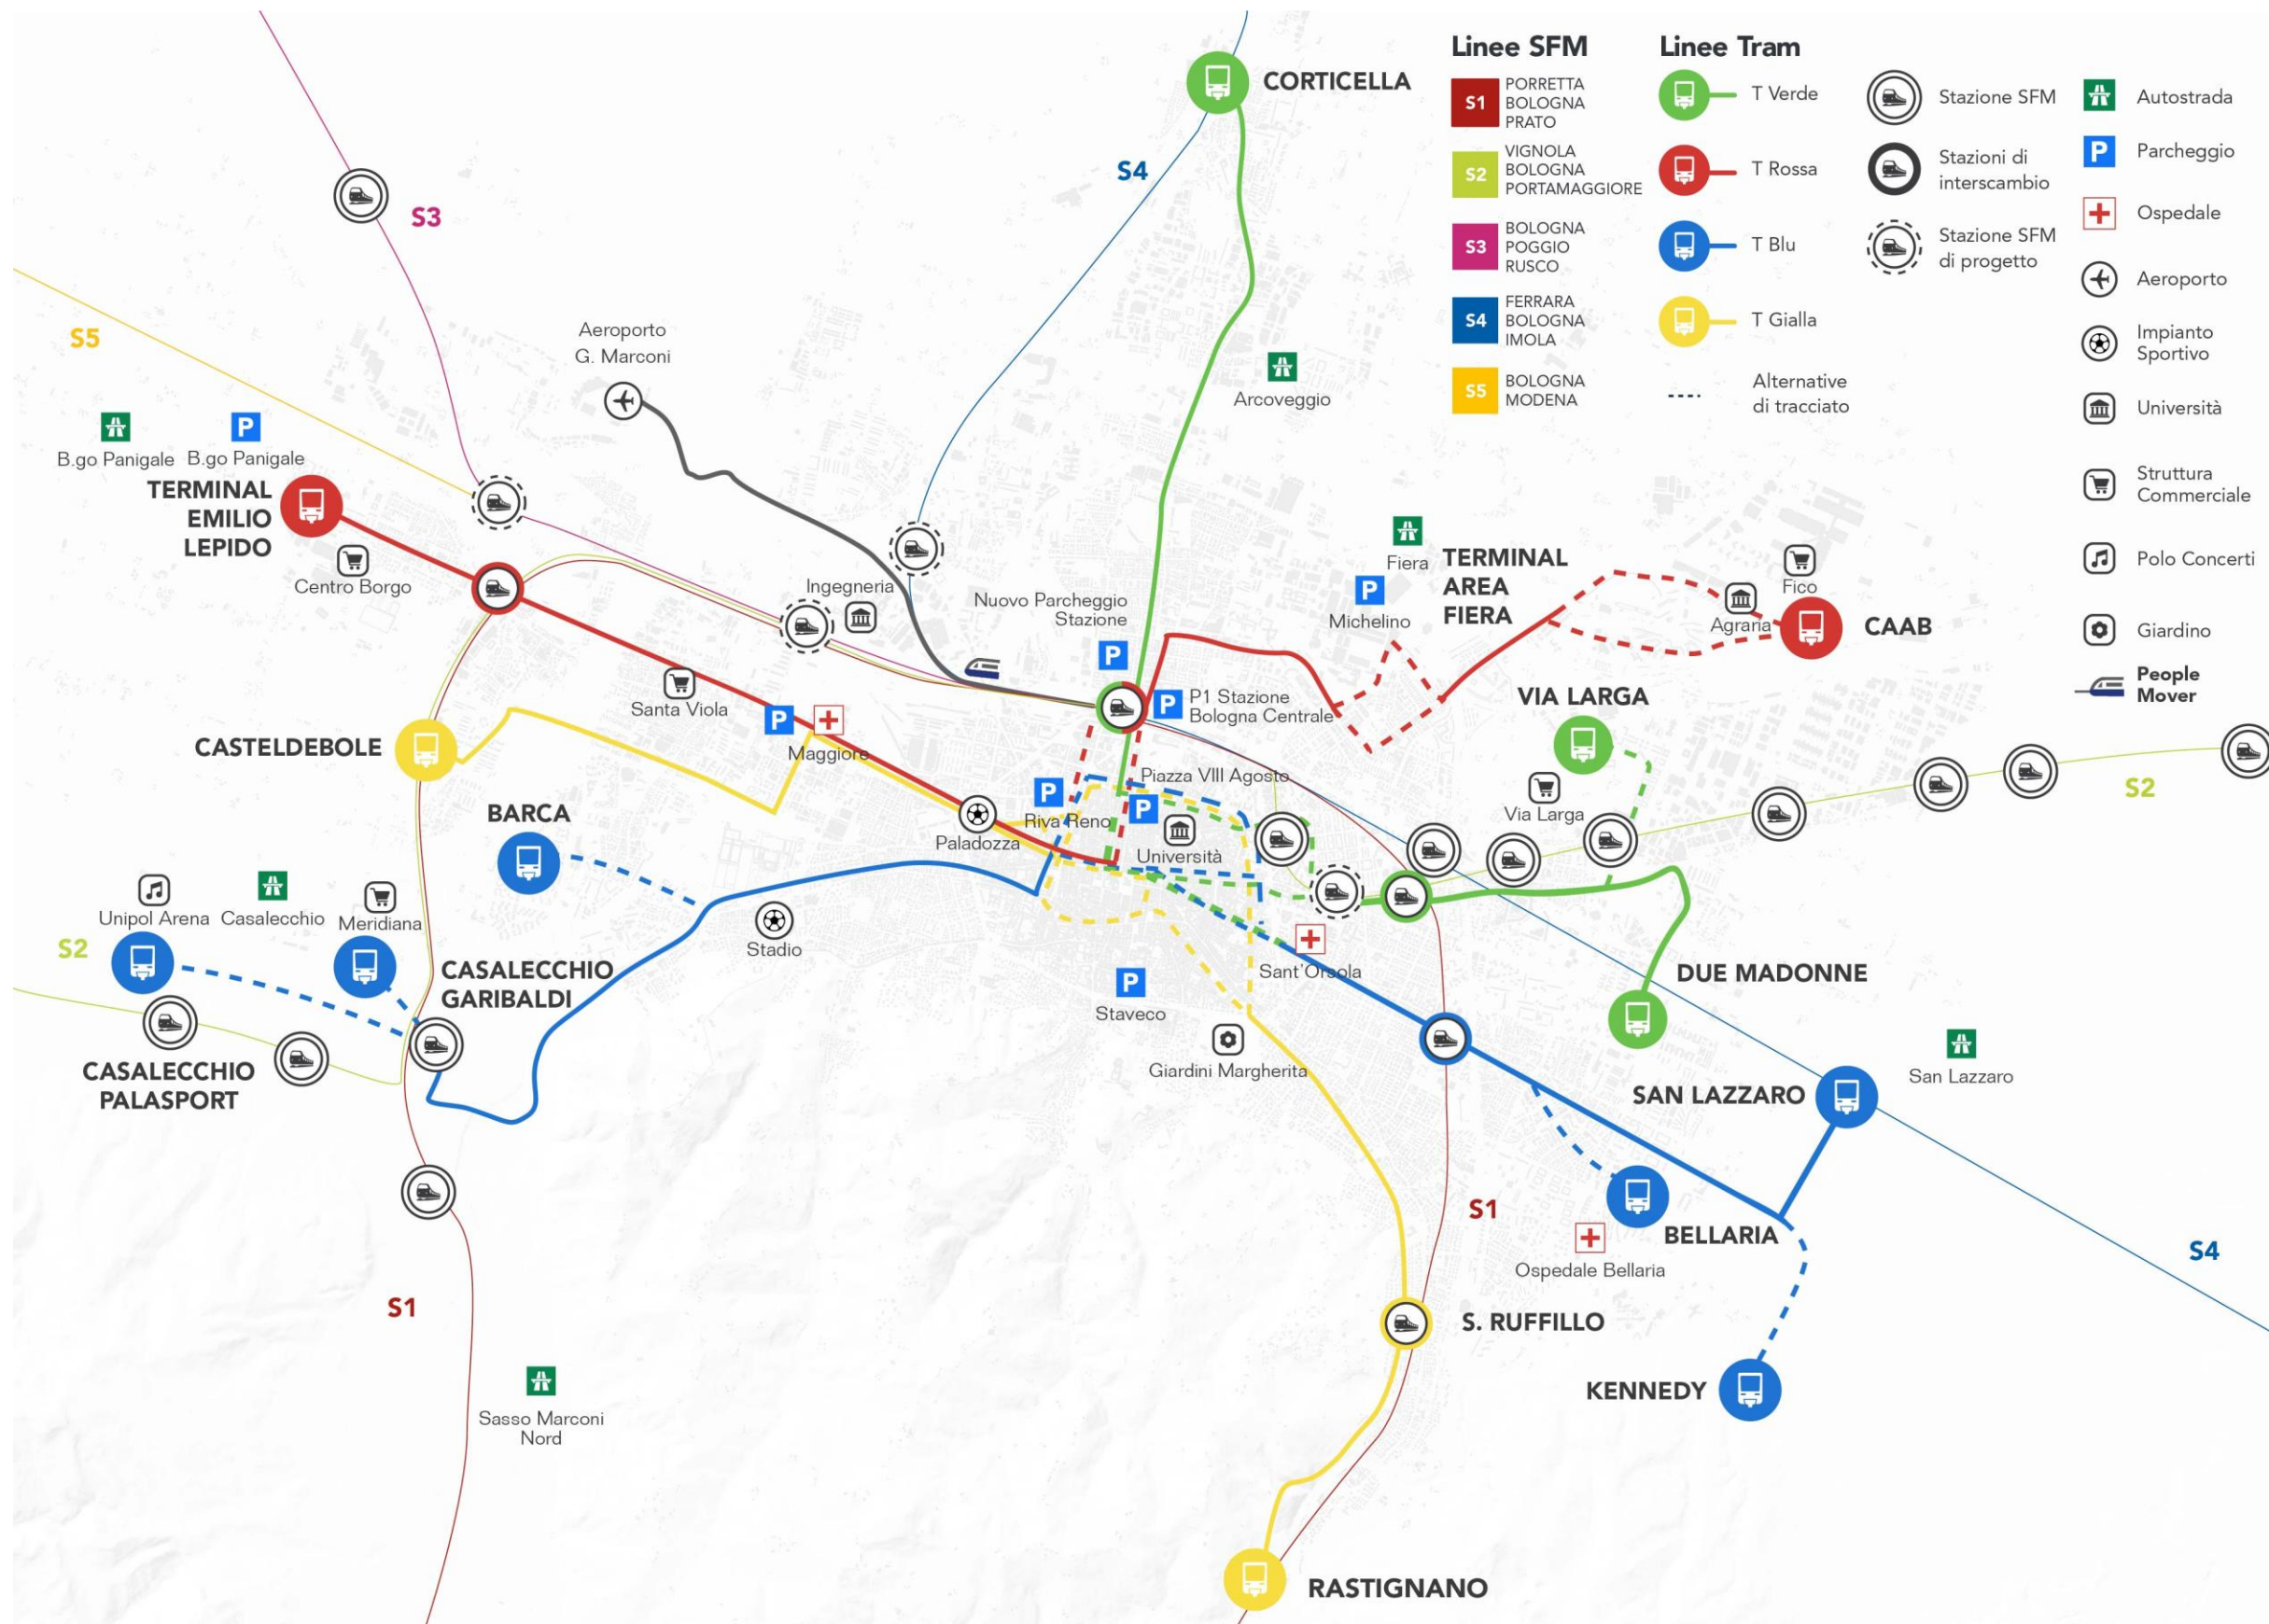 CORTICELLA
Linee SFM
S1
PORRETTA
BOLOGNA
PRATO
S2
VIGNOLA
BOLOGNA
PORTAMAGGIORE
S3
BOLOGNA
POGGIO
RUSCO
S4
FERRARA
BOLOGNA
IMOLA
S5
BOLOGNA
MODENA
Linee Tram
T Verde
T Rossa
T Blu
T Gialla
Alternative
di tracciato
Stazione SFM
Stazioni di
interscambio
Stazione SFM
di progetto
Autostrada
P
Parcheggio
Ospedale
Aeroporto
Impianto
Sportivo
Università
Struttura
Commerciale
Polo Concerti
Giardino
People
Mover
S4
S3
S5
Aeroporto
G. Marconi
Arcoveggio
P
B.go Panigale
B.go Panigale
TERMINAL
EMILIO
LEPIDO
Centro Borgo
Ingegneria
Nuovo Parcheggio
Stazione
P
Fiera
P
Michelino
TERMINAL
AREA
FIERA
Fico
Agraria
CAAB
Santa Viola
P
P1 Stazione
Bologna Centrale
VIA LARGA
P
Maggiore
CASTELDEBOLE
Piazza VIII Agosto
P
Riva Reno
P
Via Larga
S2
BARCA
Paladozza
Università
Unipol Arena
Casalecchio
Meridiana
S2
Stadio
CASALECCHIO
GARIBALDI
Sant'Orsola
DUE MADONNE
P
Staveco
Giardini Margherita
San Lazzaro
CASALECCHIO
PALASPORT
SAN LAZZARO
S1
BELLARIA
Ospedale Bellaria
S4
S1
S. RUFFILLO
KENNEDY
Sasso Marconi
Nord
RASTIGNANO